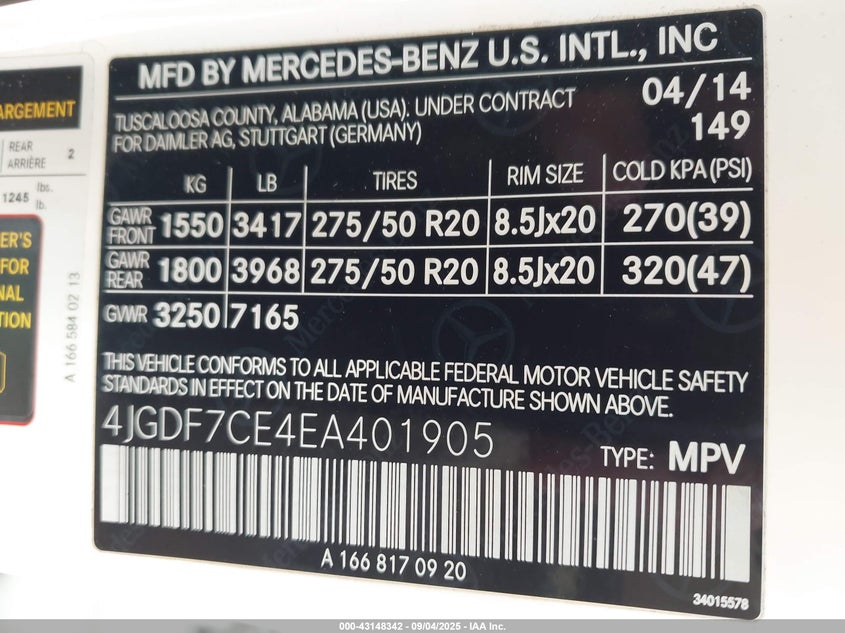 ARGEMENT
REAR
ARRIÈRE 2
1245 lbs.
lb.
ER'S
FOR
NAL
TION
A 166 584 02 13
MFD BY MERCEDES-BENZ U.S. INTL., INC
TUSCALOOSA COUNTY, ALABAMA (USA). UNDER CONTRACT 04/14
FOR DAIMLER AG, STUTTGART (GERMANY) 149
KG LB TIRES RIM SIZE COLD KPA (PSI)
GAWR FRONT 1550 3417 275/50 R20 8.5Jx20 270(39)
GAWR REAR 1800 3968 275/50 R20 8.5Jx20 320(47)
GVWR 3250 7165
THIS VEHICLE CONFORMS TO ALL APPLICABLE FEDERAL MOTOR VEHICLE SAFETY
STANDARDS IN EFFECT ON THE DATE OF MANUFACTURE SHOWN ABOVE.
4JGDF7CE4EA401905
TYPE: MPV
A 166 817 09 20
34015578
000-43148342 - 09/04/2025 - IAA Inc.